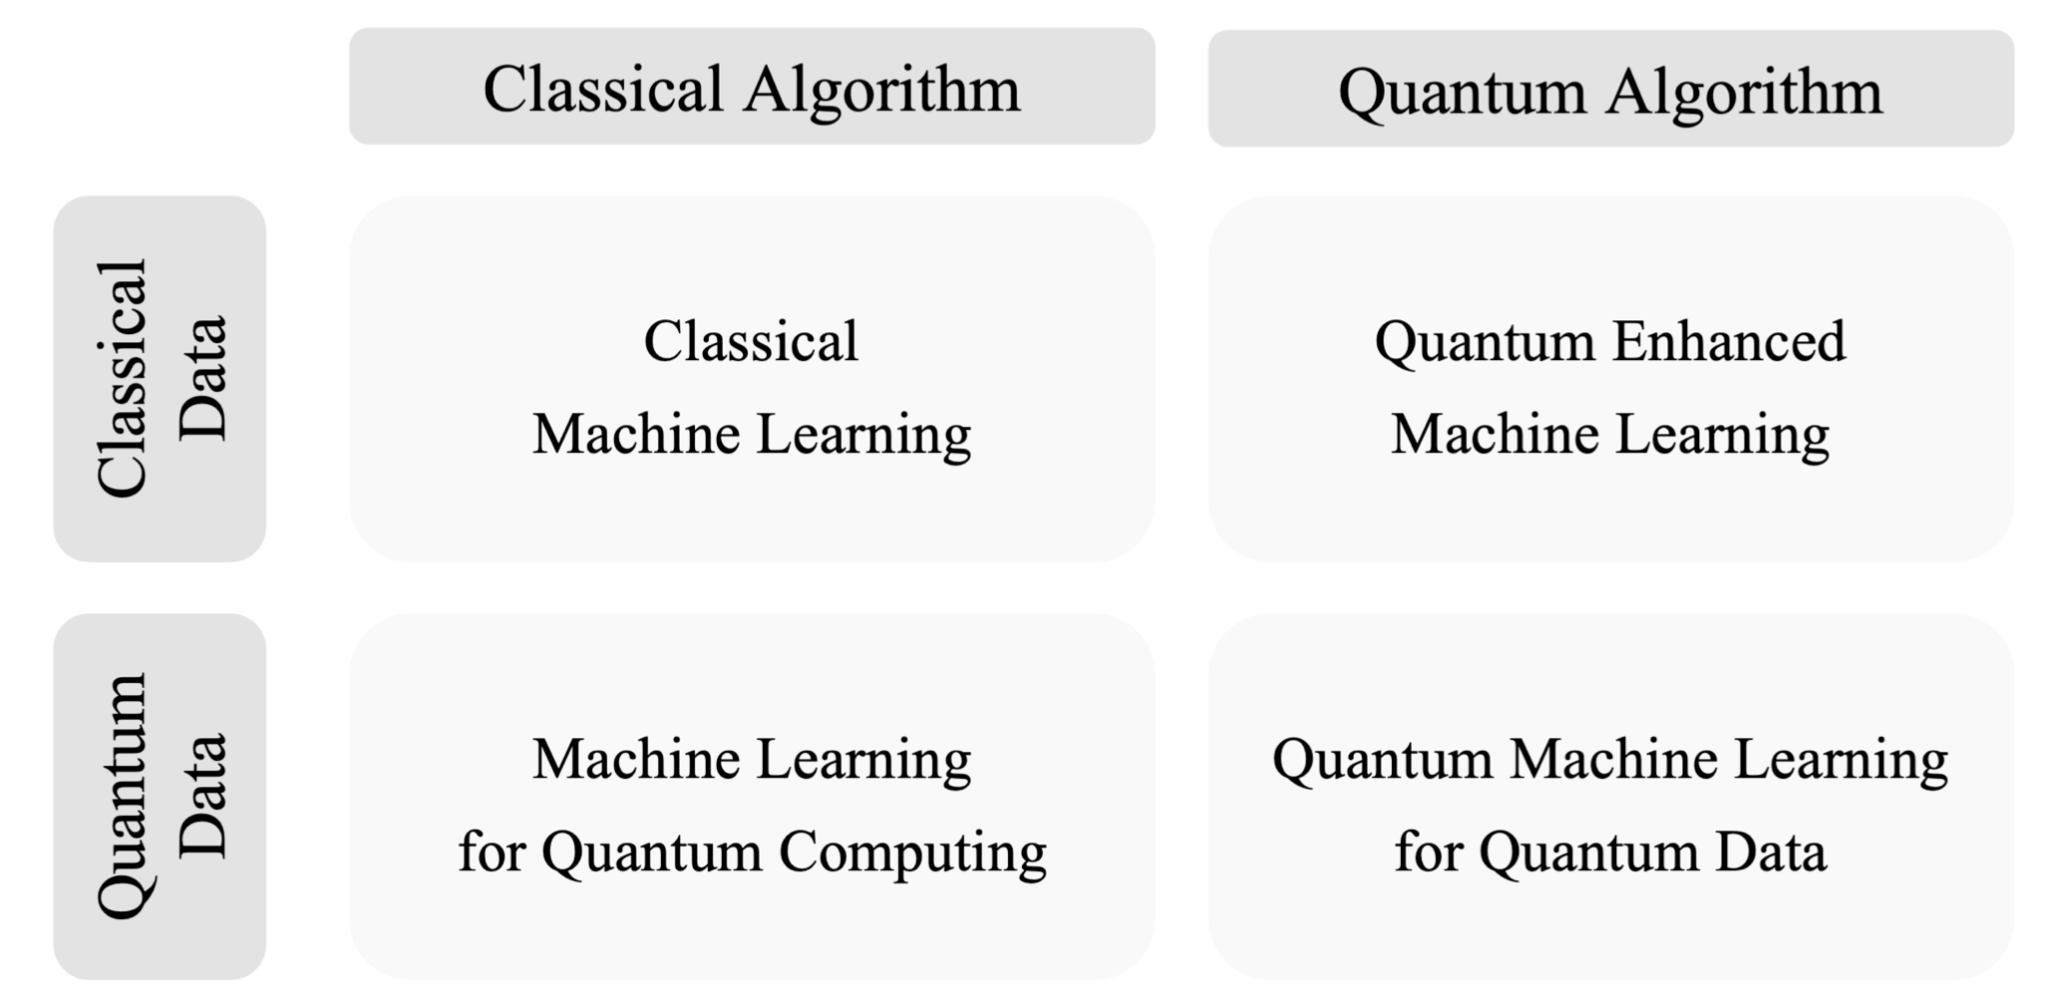 Classical Algorithm
Quantum Algorithm
Classical
Data
Classical
Machine Learning
Quantum Enhanced
Machine Learning
Quantum
Data
Machine Learning
for Quantum Computing
Quantum Machine Learning
for Quantum Data